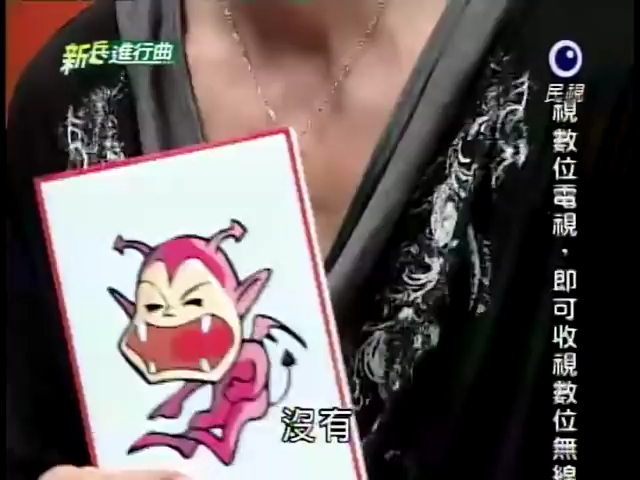 新兵進行曲
民視
視數位電視，即可收視數位無線
沒有